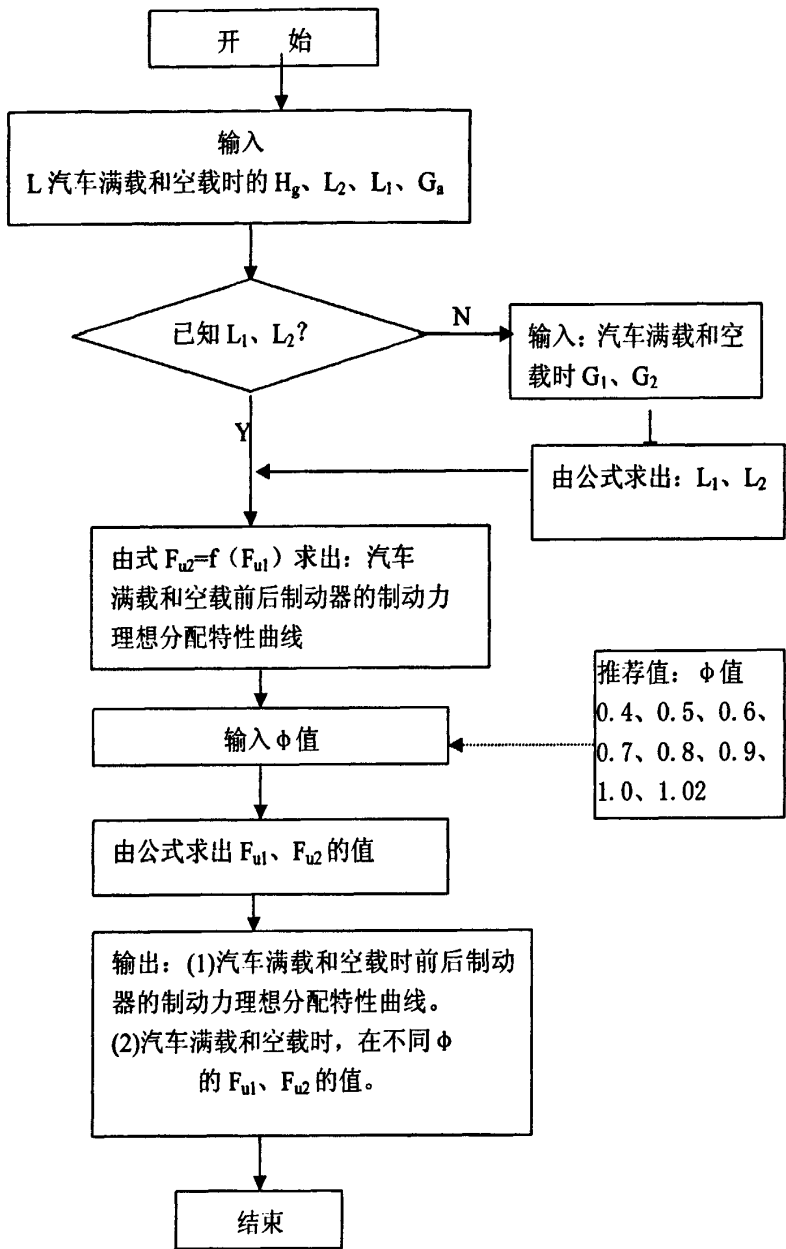 开 始
输入
L 汽车满载和空载时的 Hg、L2、L1、Ga
已知 L1、L2?
N
输入：汽车满载和空
载时 G1、G2
Y
由公式求出：L1、L2
由式 Fu2=f（Fu1）求出：汽车
满载和空载前后制动器的制动力
理想分配特性曲线
推荐值：φ值
0.4、0.5、0.6、
0.7、0.8、0.9、
1.0、1.02
输入φ值
由公式求出 Fu1、Fu2 的值
输出：(1)汽车满载和空载时前后制动
器的制动力理想分配特性曲线。
(2)汽车满载和空载时，在不同φ
的 Fu1、Fu2 的值。
结束